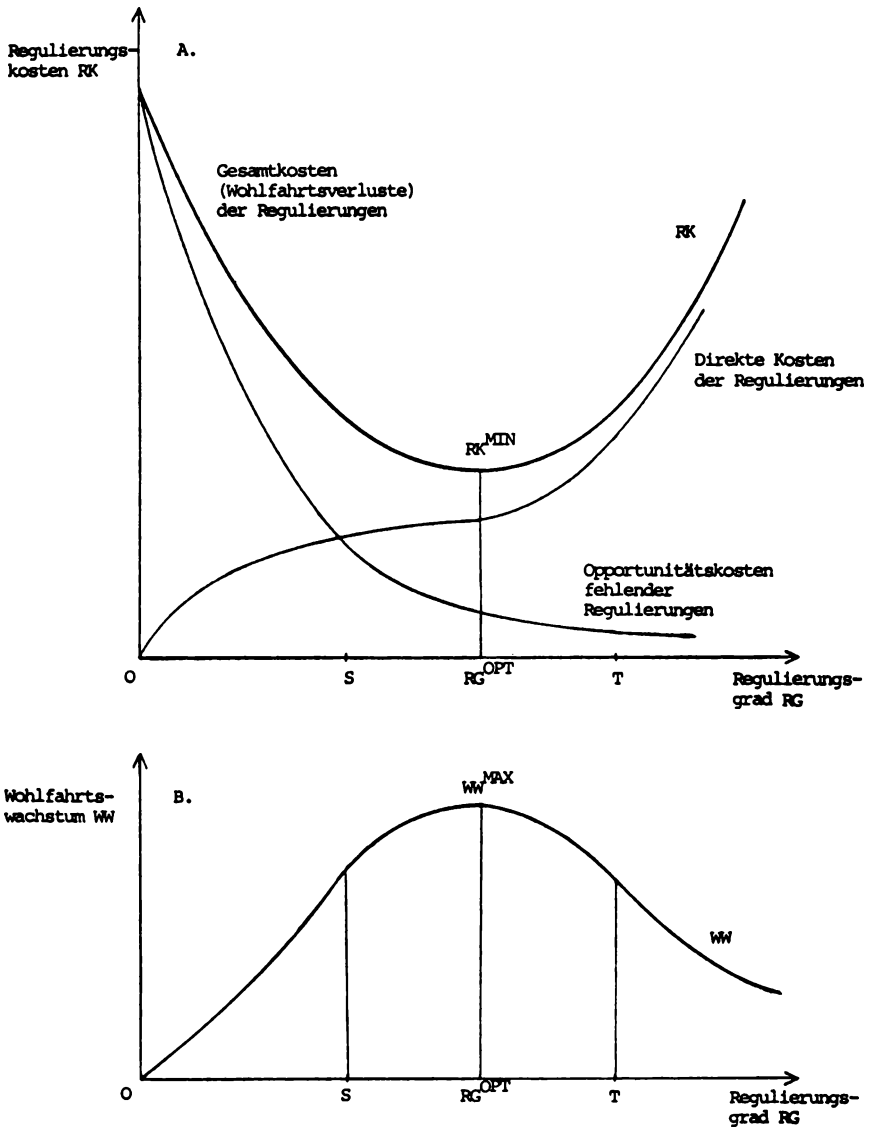 Regulierungs-
kosten RK
A.
Gesamtkosten
(Wohlfahrtsverluste)
der Regulierungen
RK
Direkte Kosten
der Regulierungen
RK^MIN
Opportunitätskosten
fehlender
Regulierungen
O
S
RG^OPT
T
Regulierungs-
grad RG
Wohlfahrts-
wachstum WW
B.
WW^MAX
WW
O
S
RG^OPT
T
Regulierungs-
grad RG